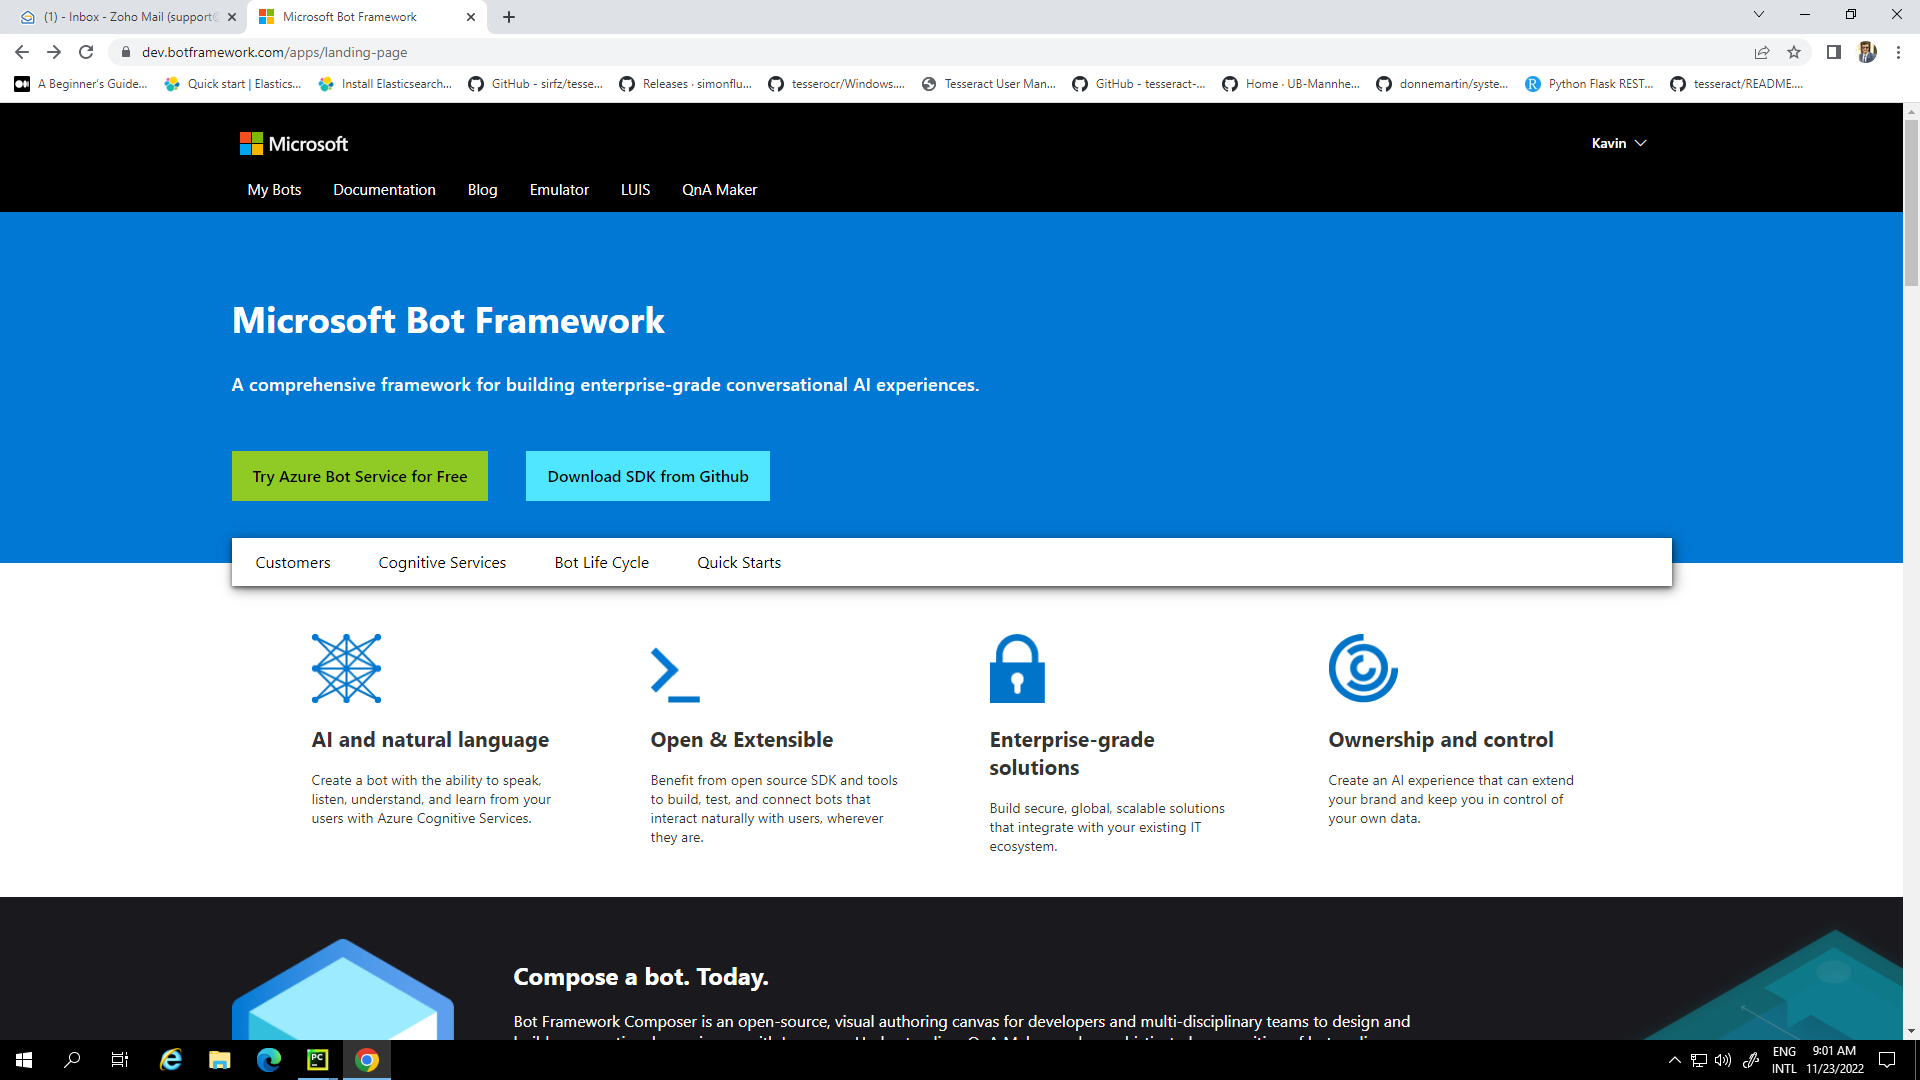 (1) - Inbox - Zoho Mail (support@
Microsoft Bot Framework
dev.botframework.com/apps/landing-page
A Beginner's Guide...
Quick start | Elastics...
Install Elasticsearch...
GitHub - sirfz/tesse...
Releases · simonflu...
tesserocr/Windows....
Tesseract User Man...
GitHub - tesseract-...
Home · UB-Mannhe...
donnemartin/syste...
Python Flask REST...
tesseract/README....
Microsoft
Kavin
My Bots
Documentation
Blog
Emulator
LUIS
QnA Maker
Microsoft Bot Framework
A comprehensive framework for building enterprise-grade conversational AI experiences.
Try Azure Bot Service for Free
Download SDK from Github
Customers
Cognitive Services
Bot Life Cycle
Quick Starts
AI and natural language
Create a bot with the ability to speak,
listen, understand, and learn from your
users with Azure Cognitive Services.
Open & Extensible
Benefit from open source SDK and tools
to build, test, and connect bots that
interact naturally with users, wherever
they are.
Enterprise-grade
solutions
Build secure, global, scalable solutions
that integrate with your existing IT
ecosystem.
Ownership and control
Create an AI experience that can extend
your brand and keep you in control of
your own data.
Compose a bot. Today.
Bot Framework Composer is an open-source, visual authoring canvas for developers and multi-disciplinary teams to design and
PC
ENG
INTL
9:01 AM
11/23/2022